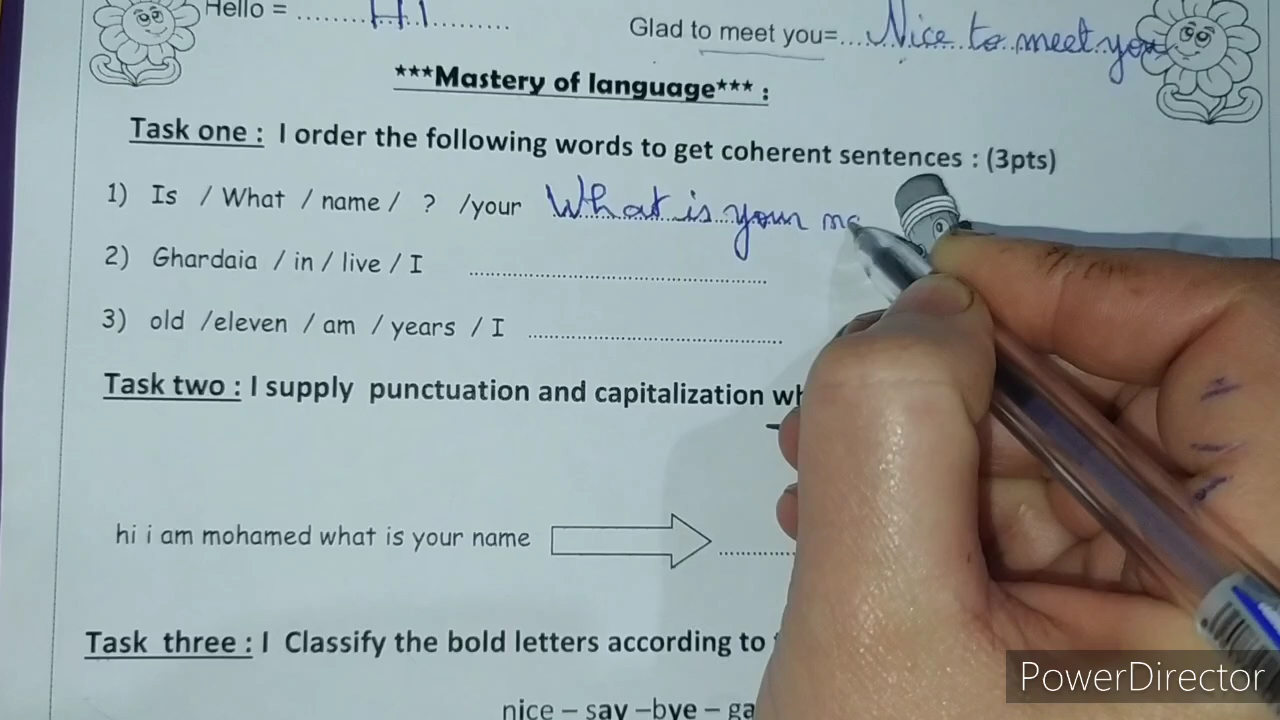 Hello = ........HI..........
Glad to meet you=...Nice to meet you
***Mastery of language*** :
Task one : I order the following words to get coherent sentences : (3pts)
1) Is / What / name / ? /your What is your na
2) Ghardaia / in / live / I ..........................................
3) old /eleven / am / years / I ....................................
Task two : I supply punctuation and capitalization
hi i am mohamed what is your name ............
Task three : I Classify the bold letters according to
nice – say –bye –
PowerDirector